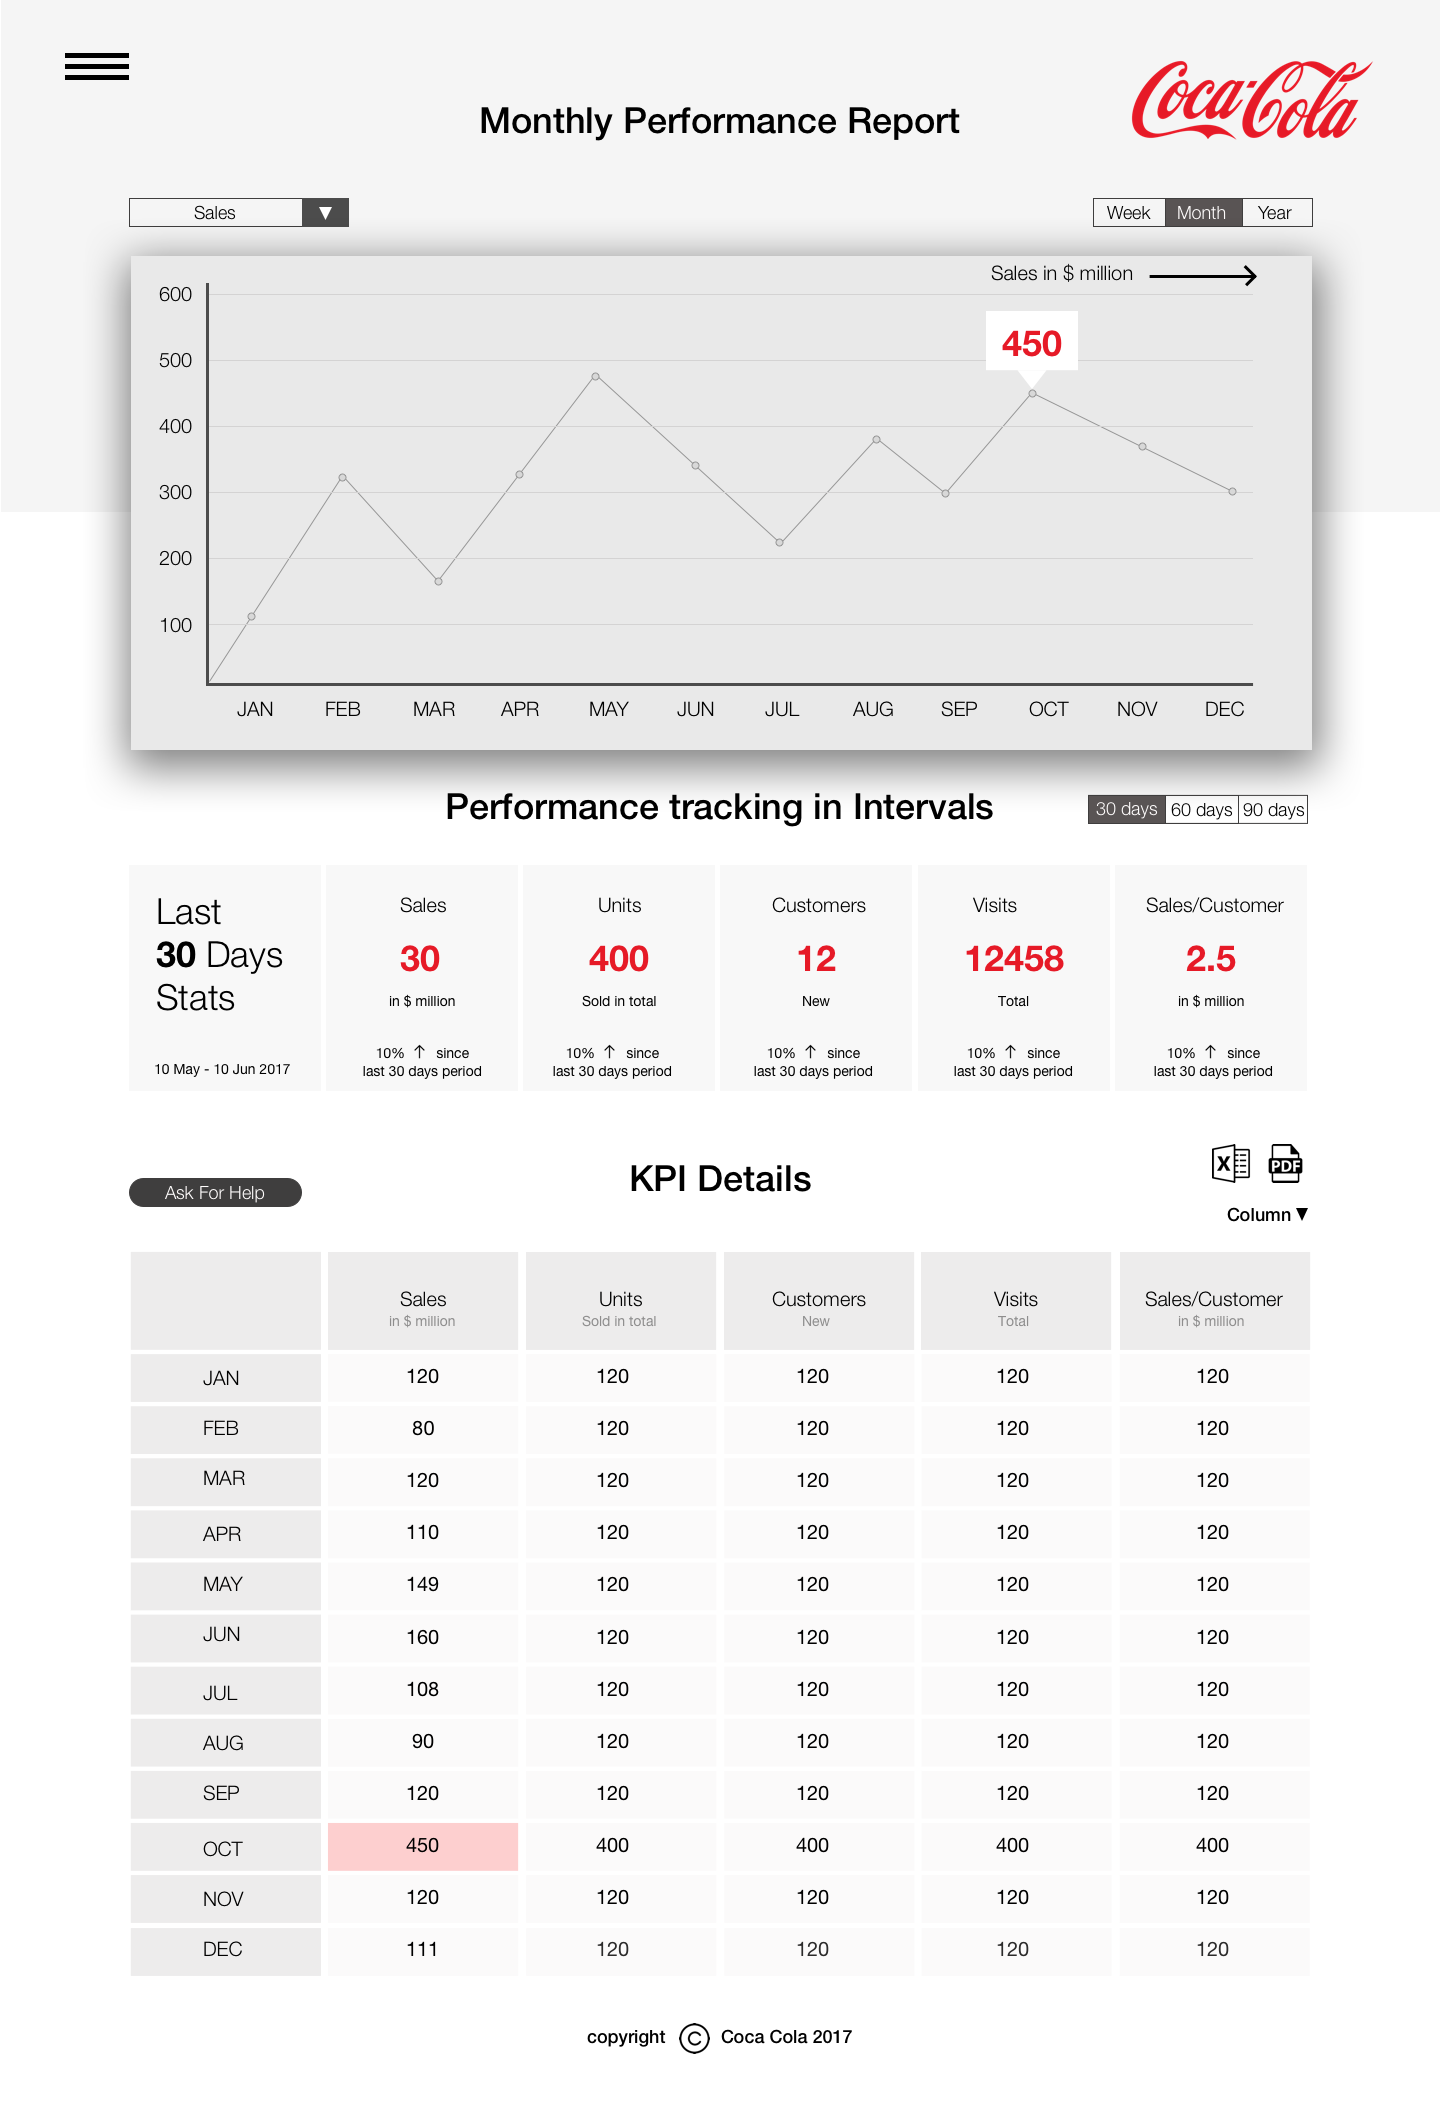 Coca-Cola
Monthly Performance Report
Sales ▼
Week Month Year
Sales in $ million
600
500
400
300
200
100
450
JAN FEB MAR APR MAY JUN JUL AUG SEP OCT NOV DEC
Performance tracking in Intervals
30 days 60 days 90 days
Last
30 Days
Stats
10 May - 10 Jun 2017
Sales
30
in $ million
10% ↑ since
last 30 days period
Units
400
Sold in total
10% ↑ since
last 30 days period
Customers
12
New
10% ↑ since
last 30 days period
Visits
12458
Total
10% ↑ since
last 30 days period
Sales/Customer
2.5
in $ million
10% ↑ since
last 30 days period
Ask For Help
KPI Details
X PDF
Column ▼
Sales Units Customers Visits Sales/Customer
in $ million Sold in total New Total in $ million
JAN 120 120 120 120 120
FEB 80 120 120 120 120
MAR 120 120 120 120 120
APR 110 120 120 120 120
MAY 149 120 120 120 120
JUN 160 120 120 120 120
JUL 108 120 120 120 120
AUG 90 120 120 120 120
SEP 120 120 120 120 120
OCT 450 400 400 400 400
NOV 120 120 120 120 120
DEC 111 120 120 120 120
copyright © Coca Cola 2017